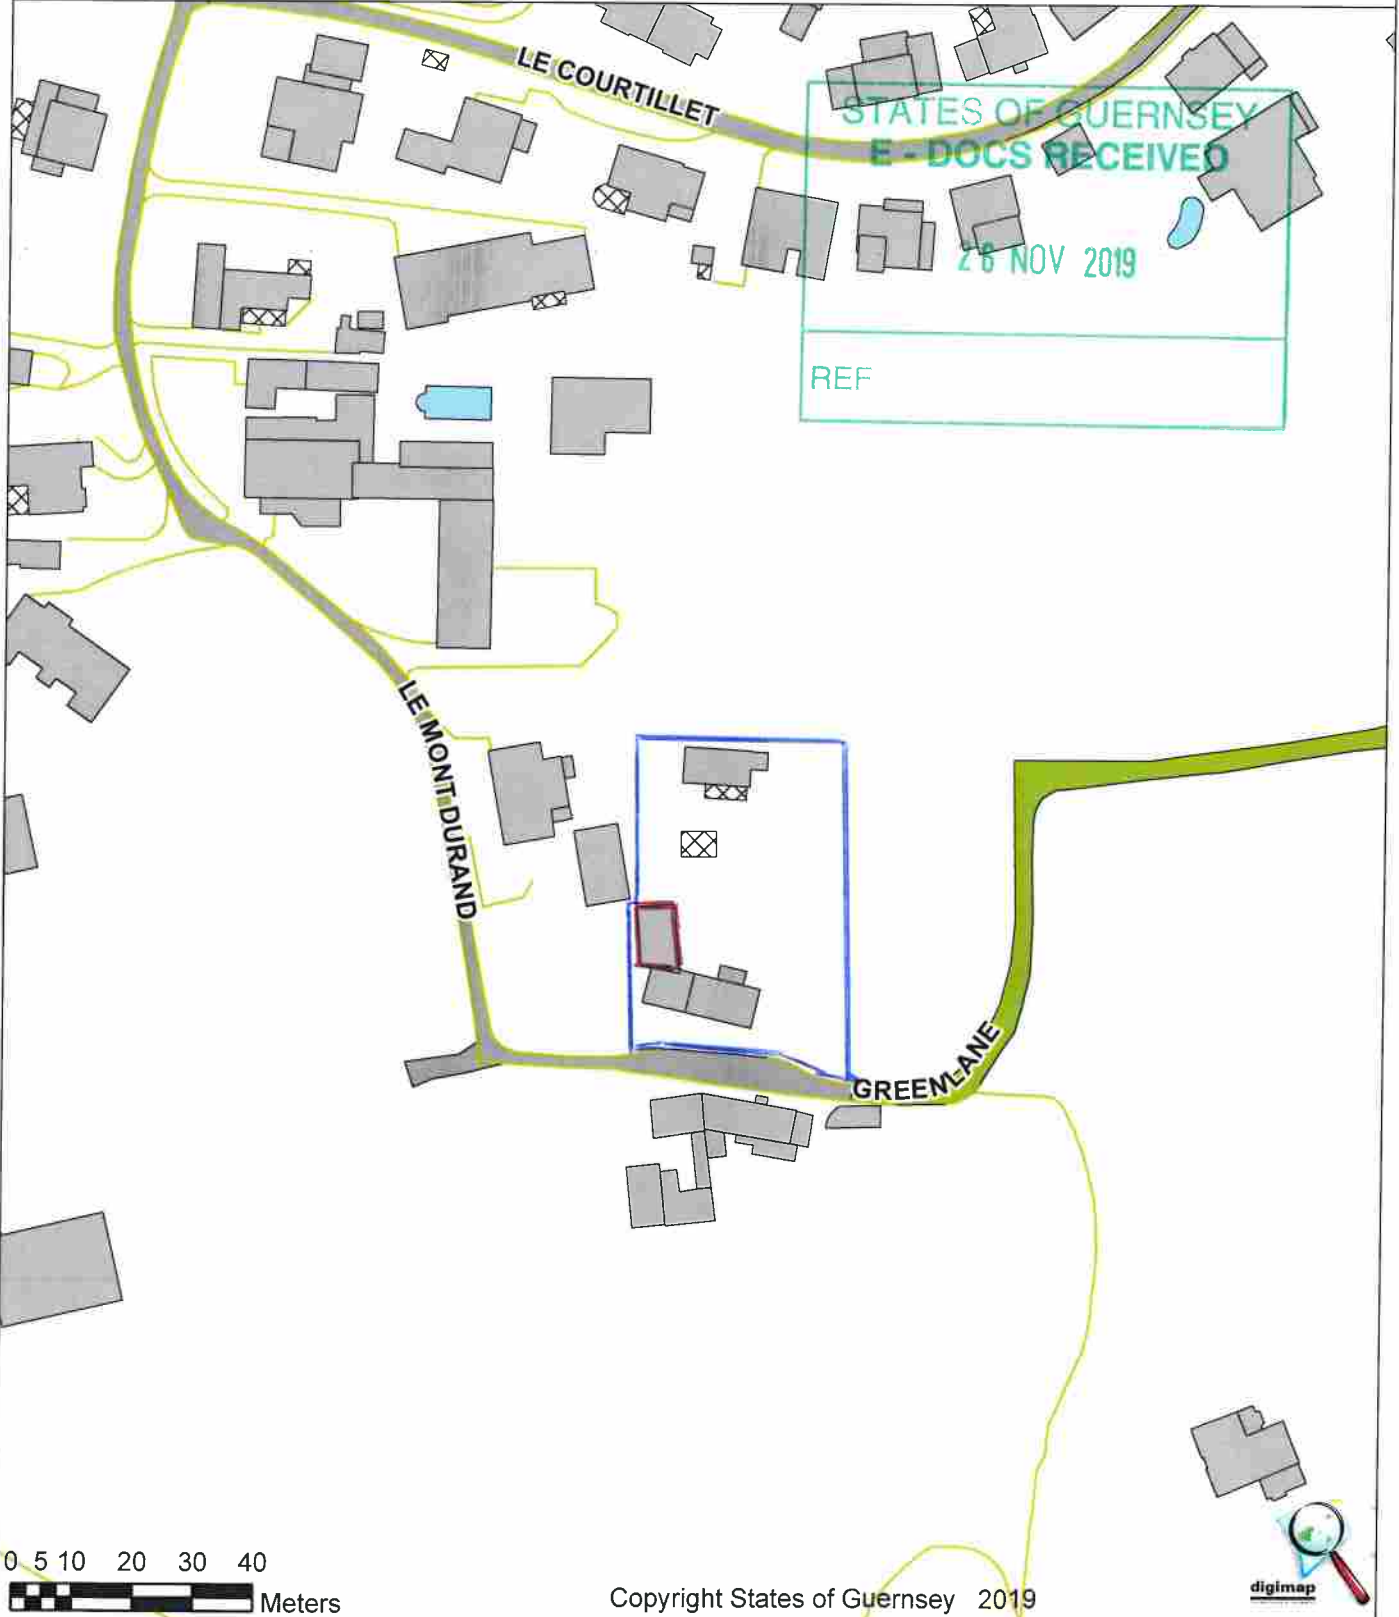 LE COURTILLET
STATES OF GUERNSEY
E - DOCS RECEIVED
26 NOV 2019
REF
LE MONT DURAND
GREEN LANE
0 5 10 20 30 40
Meters
Copyright States of Guernsey 2019
digimap